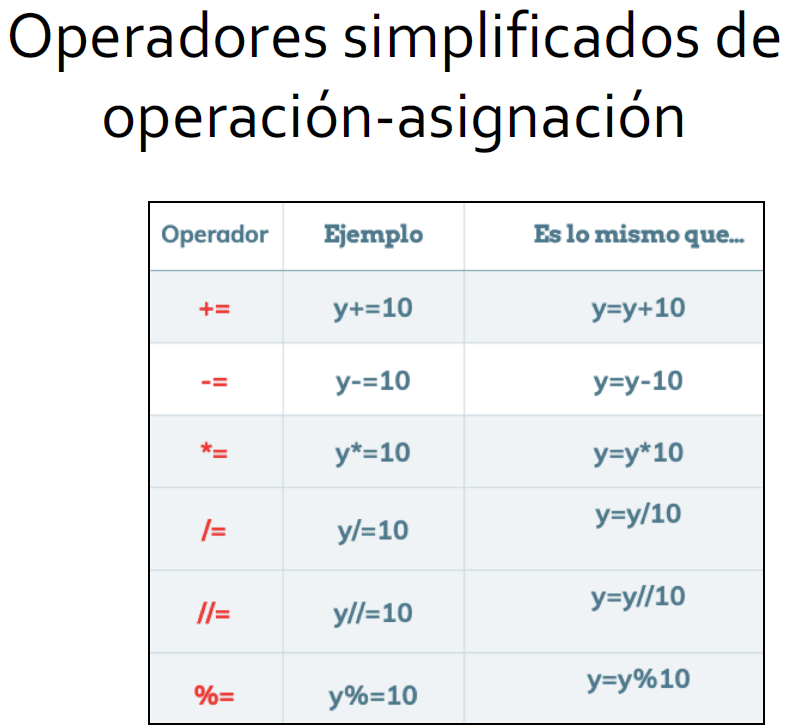 Operadores simplificados de
operación-asignación
Operador Ejemplo Es lo mismo que...
+= y+=10 y=y+10
-= y-=10 y=y-10
*= y*=10 y=y*10
/= y/=10 y=y/10
//= y//=10 y=y//10
%= y%=10 y=y%10